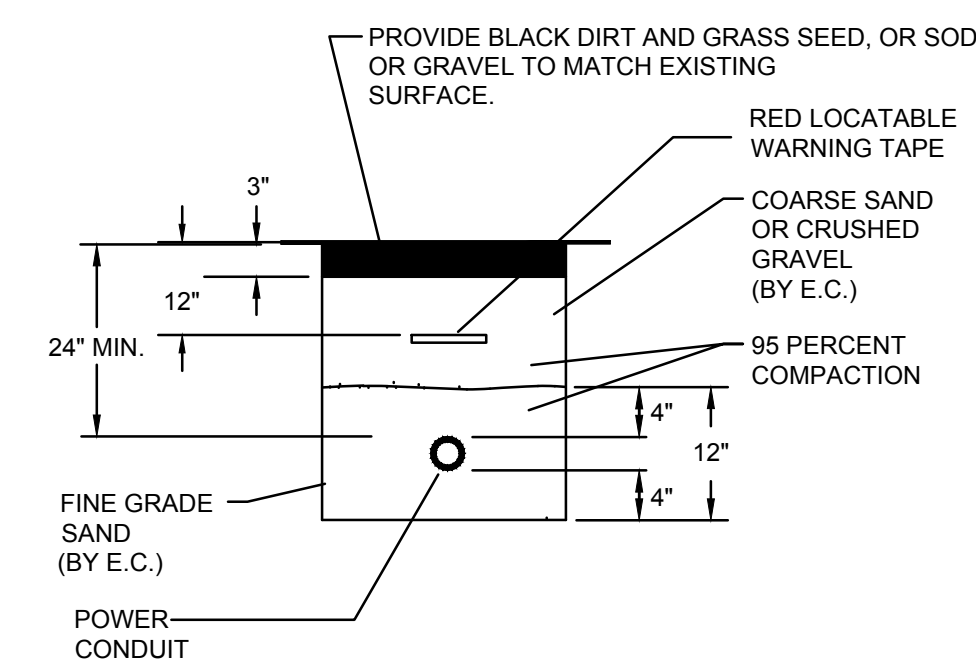 PROVIDE BLACK DIRT AND GRASS SEED, OR SOD
OR GRAVEL TO MATCH EXISTING
SURFACE.
RED LOCATABLE
WARNING TAPE
3"
COARSE SAND
OR CRUSHED
GRAVEL
(BY E.C.)
12"
24" MIN.
95 PERCENT
COMPACTION
4"
12"
4"
FINE GRADE
SAND
(BY E.C.)
POWER
CONDUIT